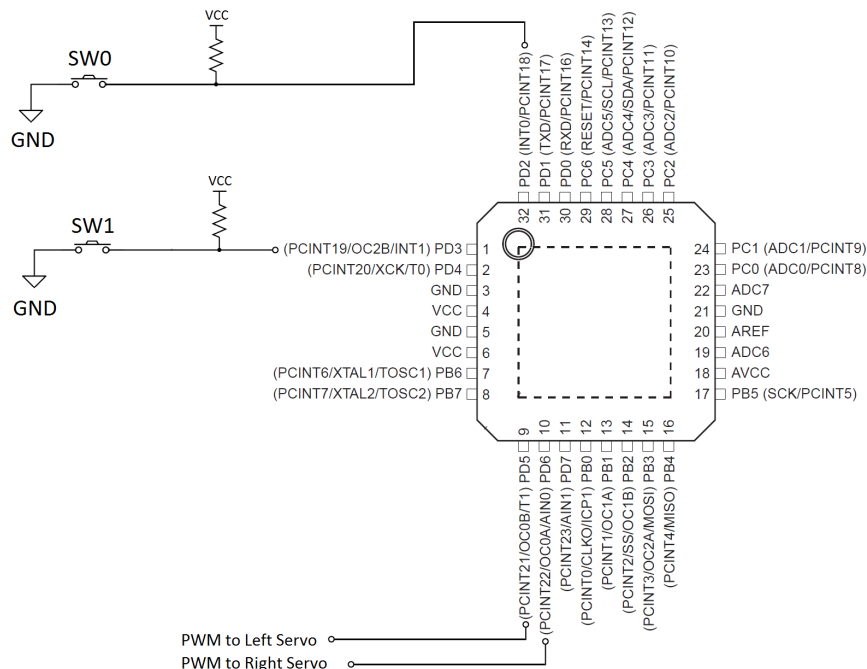 VCC
SW0
GND
VCC
SW1
GND
32 PD2 (INT0/PCINT18)
31 PD1 (TXD/PCINT17)
30 PD0 (RXD/PCINT16)
29 PC6 (RESET/PCINT14)
28 PC5 (ADC5/SCL/PCINT13)
27 PC4 (ADC4/SDA/PCINT12)
26 PC3 (ADC3/PCINT11)
25 PC2 (ADC2/PCINT10)
(PCINT19/OC2B/INT1) PD3 1
(PCINT20/XCK/T0) PD4 2
GND 3
VCC 4
GND 5
VCC 6
(PCINT6/XTAL1/TOSC1) PB6 7
(PCINT7/XTAL2/TOSC2) PB7 8
24 PC1 (ADC1/PCINT9)
23 PC0 (ADC0/PCINT8)
22 ADC7
21 GND
20 AREF
19 ADC6
18 AVCC
17 PB5 (SCK/PCINT5)
(PCINT21/OC0B/T1) PD5 9
(PCINT22/OC0A/AIN0) PD6 10
(PCINT23/AIN1) PD7 11
(PCINT0/CLKO/ICP1) PB0 12
(PCINT1/OC1A) PB1 13
(PCINT2/SS/OC1B) PB2 14
(PCINT3/OC2A/MOSI) PB3 15
(PCINT4/MISO) PB4 16
PWM to Left Servo
PWM to Right Servo